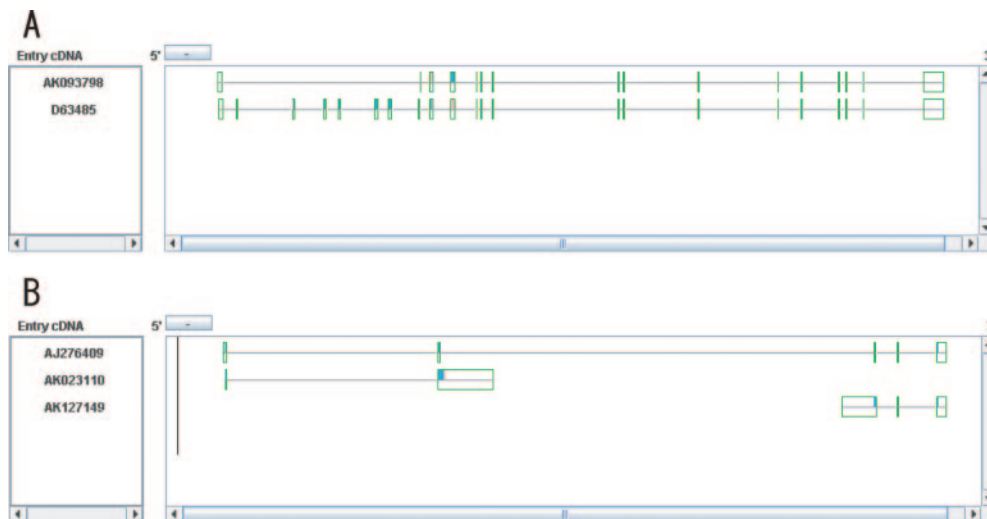 A
Entry cDNA 5' -
AK093798
D63485
B
Entry cDNA 5' -
AJ276409
AK023110
AK127149